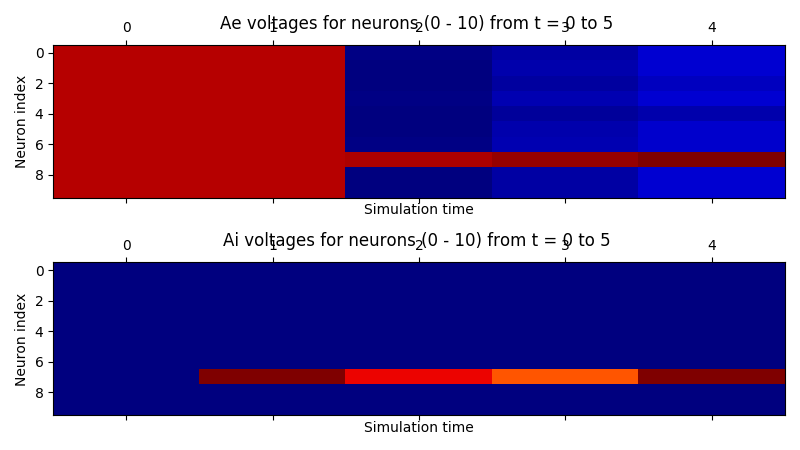 Ae voltages for neurons (0 - 10) from t = 0 to 5
0 1 2 3 4
0
2
4
6
8
Neuron index
Simulation time
Ai voltages for neurons (0 - 10) from t = 0 to 5
0 1 2 3 4
0
2
4
6
8
Neuron index
Simulation time